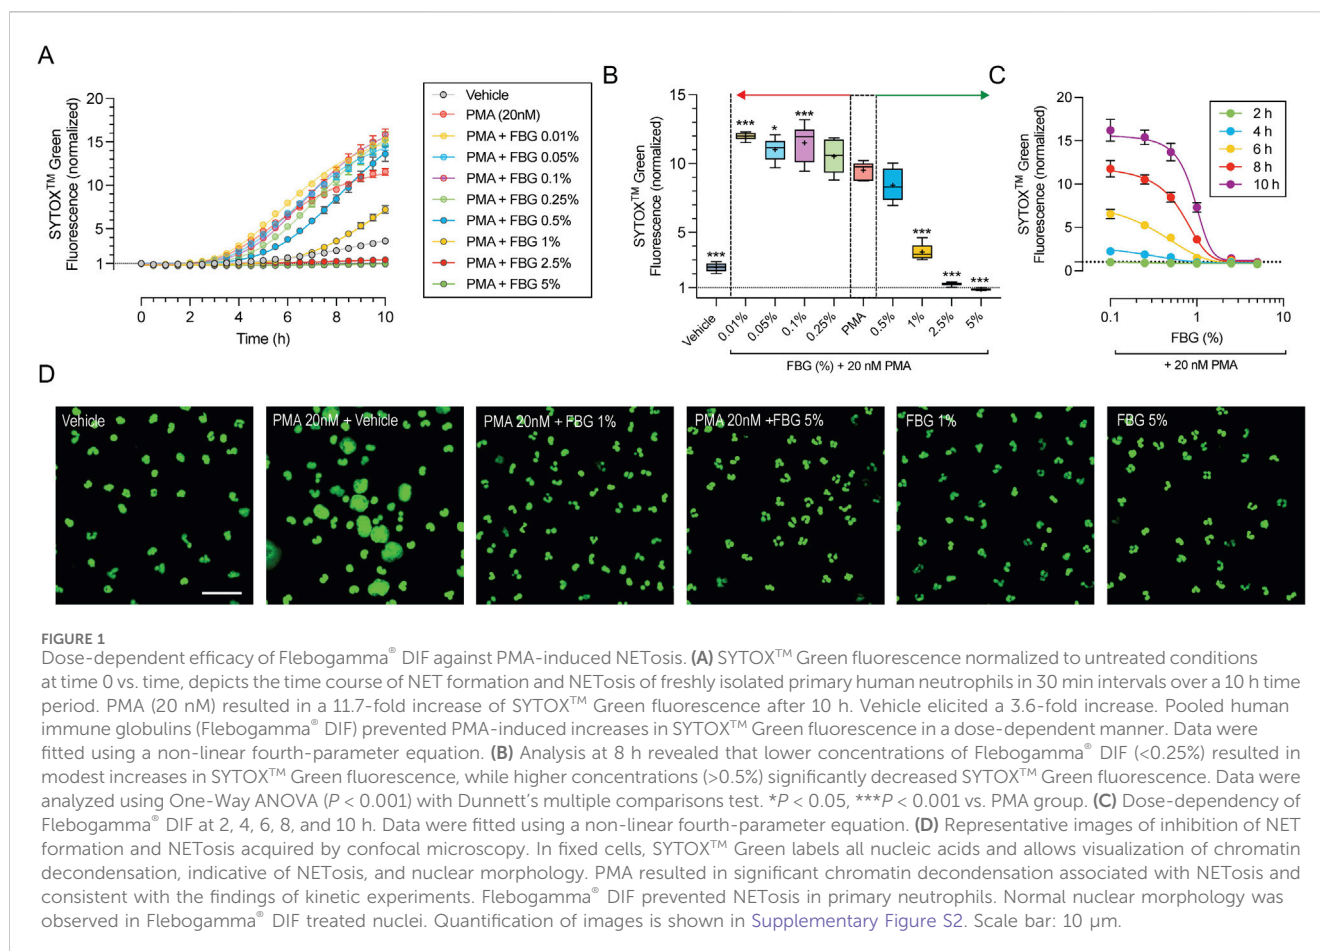 A
SYTOX™ Green
Fluorescence (normalized)
20
15
10
5
1
0
2
4
6
8
10
Time (h)
Vehicle
PMA (20nM)
PMA + FBG 0.01%
PMA + FBG 0.05%
PMA + FBG 0.1%
PMA + FBG 0.25%
PMA + FBG 0.5%
PMA + FBG 1%
PMA + FBG 2.5%
PMA + FBG 5%
B
SYTOX™ Green
Fluorescence (normalized)
15
10
5
1
***
***
*
***
***
***
***
Vehicle
0.01%
0.05%
0.1%
0.25%
PMA
0.5%
1%
2.5%
5%
FBG (%) + 20 nM PMA
C
SYTOX™ Green
Fluorescence (normalized)
20
15
10
5
0
0.1
1
10
FBG (%)
+ 20 nM PMA
2 h
4 h
6 h
8 h
10 h
D
Vehicle
PMA 20nM + Vehicle
PMA 20nM + FBG 1%
PMA 20nM +FBG 5%
FBG 1%
FBG 5%
FIGURE 1
Dose-dependent efficacy of Flebogamma® DIF against PMA-induced NETosis. (A) SYTOX™ Green fluorescence normalized to untreated conditions
at time 0 vs. time, depicts the time course of NET formation and NETosis of freshly isolated primary human neutrophils in 30 min intervals over a 10 h time
period. PMA (20 nM) resulted in a 11.7-fold increase of SYTOX™ Green fluorescence after 10 h. Vehicle elicited a 3.6-fold increase. Pooled human
immune globulins (Flebogamma® DIF) prevented PMA-induced increases in SYTOX™ Green fluorescence in a dose-dependent manner. Data were
fitted using a non-linear fourth-parameter equation. (B) Analysis at 8 h revealed that lower concentrations of Flebogamma® DIF (<0.25%) resulted in
modest increases in SYTOX™ Green fluorescence, while higher concentrations (>0.5%) significantly decreased SYTOX™ Green fluorescence. Data were
analyzed using One-Way ANOVA (P < 0.001) with Dunnett's multiple comparisons test. *P < 0.05, ***P < 0.001 vs. PMA group. (C) Dose-dependency of
Flebogamma® DIF at 2, 4, 6, 8, and 10 h. Data were fitted using a non-linear fourth-parameter equation. (D) Representative images of inhibition of NET
formation and NETosis acquired by confocal microscopy. In fixed cells, SYTOX™ Green labels all nucleic acids and allows visualization of chromatin
decondensation, indicative of NETosis, and nuclear morphology. PMA resulted in significant chromatin decondensation associated with NETosis and
consistent with the findings of kinetic experiments. Flebogamma® DIF prevented NETosis in primary neutrophils. Normal nuclear morphology was
observed in Flebogamma® DIF treated nuclei. Quantification of images is shown in Supplementary Figure S2. Scale bar: 10 μm.